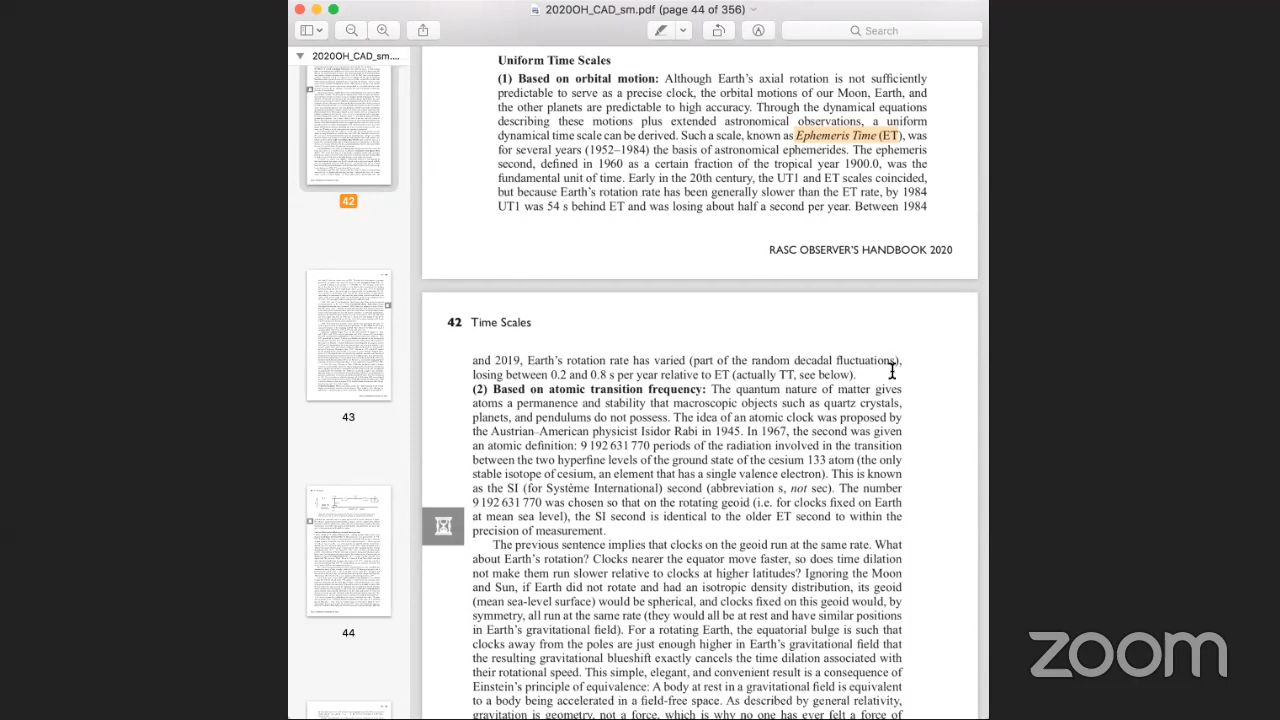 2020OH_CAD_sm.pdf (page 44 of 356)
Search
2020OH_CAD_sm....
42
43
44
Uniform Time Scales
(1) Based on orbital motion: Although Earth's axial rotation is not sufficiently
predictable to serve as a precise clock, the orbital motions of our Moon, Earth, and
the other planets are predicable to high accuracy. Through the dynamical equations
describing these motions plus extended astronomical observations, a uniform
dynamical time scale can be derived. Such a scale, known as Ephemeris Time (ET), was
for several years (1952–1984) the basis of astronomical ephemerides. The ephemeris
second, defined in 1957 as a certain fraction of the tropical year 1900.0, was the
fundamental unit of time. Early in the 20th century, the UT1 and ET scales coincided,
but because Earth's rotation rate has been generally slower than the ET rate, by 1984
UT1 was 54 s behind ET and was losing about half a second per year. Between 1984
RASC OBSERVER'S HANDBOOK 2020
42 Time Scales
and 2019, Earth's rotation rate has varied (part of the irregular decadal fluctuations),
losing between 0.2 and 0.8 s per year relative to ET (actually TT, see below).
(2) Based on atomic motion/frequency: The quantum nature of matter gives
atoms a permanence and stability that macroscopic objects such as quartz crystals,
planets, and pendulums do not possess. The idea of an atomic clock was proposed by
the Austrian–American physicist Isidor Rabi in 1945. In 1967, the second was given
an atomic definition: 9 192 631 770 periods of the radiation involved in the transition
between the two hyperfine levels of the ground state of the cesium 133 atom (the only
stable isotope of cesium, an element that has a single valence electron). This is known
as the SI (for Système International) second (abbreviation s, not sec). The number
9 192 631 770 was chosen so that on the rotating geoid (i.e. for clocks fixed on Earth
at mean sea level), the SI second is identical to the older ET second to within the
precision of measurement.
The previous sentence implies that clocks on the geoid run at the same rate. What
about Earth's rotation? Clocks nearer the equator move faster, so does time dilation
not make them run slow relative to clocks at higher latitudes? Ignoring the Moon
and Sun, if Earth did not rotate and had an isotropic density distribution, its geoid
(mean sea-level surface) would be spherical, and clocks fixed on this geoid would, by
symmetry, all run at the same rate (they would all be at rest and have similar positions
in Earth's gravitational field). For a rotating Earth, the equatorial bulge is such that
clocks away from the poles are just enough higher in Earth's gravitational field that
the resulting gravitational blueshift exactly cancels the time dilation associated with
their rotational speed. This simple, elegant, and convenient result is a consequence of
Einstein's principle of equivalence: A body at rest in a gravitational field is equivalent
to a body being accelerated in field-free space. As described by general relativity,
gravitation is geometry, not a force, which is why no one has ever felt a force of
zoom